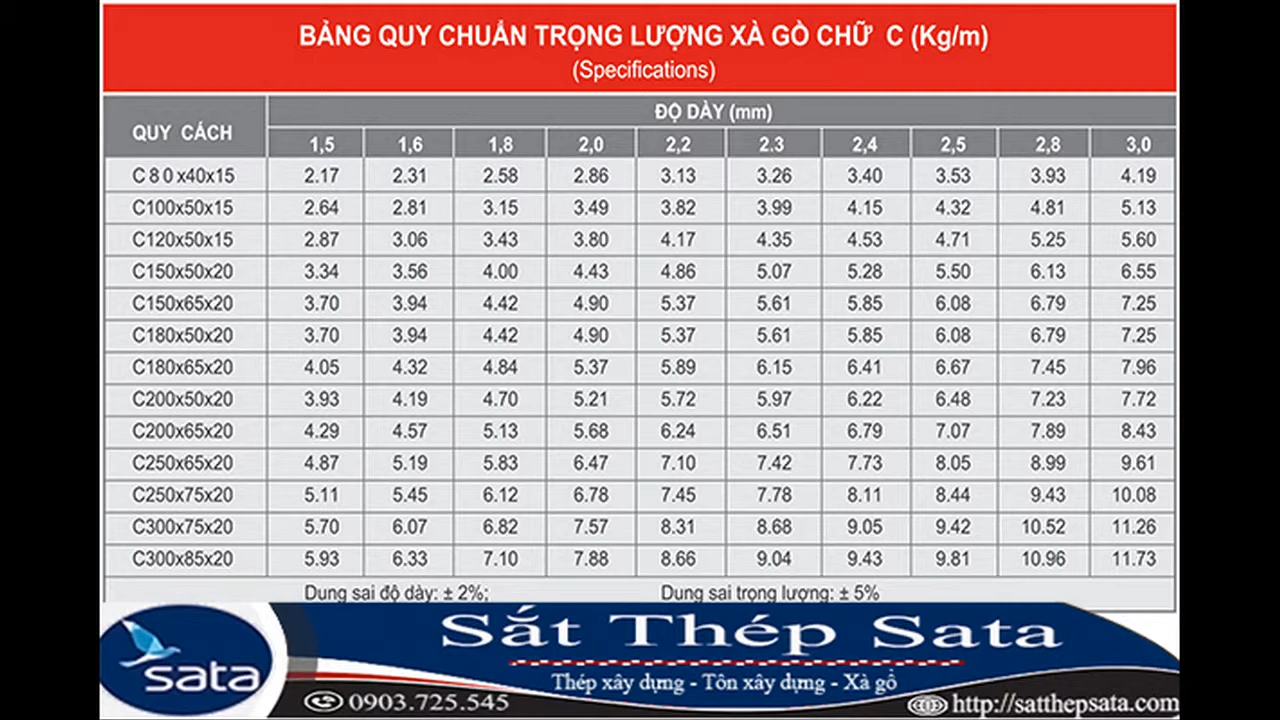 BẢNG QUY CHUẨN TRỌNG LƯỢNG XÀ GỒ CHỮ C (Kg/m)
(Specifications)
QUY CÁCH ĐỘ DÀY (mm)
1,5 1,6 1,8 2,0 2,2 2.3 2,4 2,5 2,8 3,0
C 8 0 x40x15 2.17 2.31 2.58 2.86 3.13 3.26 3.40 3.53 3.93 4.19
C100x50x15 2.64 2.81 3.15 3.49 3.82 3.99 4.15 4.32 4.81 5.13
C120x50x15 2.87 3.06 3.43 3.80 4.17 4.35 4.53 4.71 5.25 5.60
C150x50x20 3.34 3.56 4.00 4.43 4.86 5.07 5.28 5.50 6.13 6.55
C150x65x20 3.70 3.94 4.42 4.90 5.37 5.61 5.85 6.08 6.79 7.25
C180x50x20 3.70 3.94 4.42 4.90 5.37 5.61 5.85 6.08 6.79 7.25
C180x65x20 4.05 4.32 4.84 5.37 5.89 6.15 6.41 6.67 7.45 7.96
C200x50x20 3.93 4.19 4.70 5.21 5.72 5.97 6.22 6.48 7.23 7.72
C200x65x20 4.29 4.57 5.13 5.68 6.24 6.51 6.79 7.07 7.89 8.43
C250x65x20 4.87 5.19 5.83 6.47 7.10 7.42 7.73 8.05 8.99 9.61
C250x75x20 5.11 5.45 6.12 6.78 7.45 7.78 8.11 8.44 9.43 10.08
C300x75x20 5.70 6.07 6.82 7.57 8.31 8.68 9.05 9.42 10.52 11.26
C300x85x20 5.93 6.33 7.10 7.88 8.66 9.04 9.43 9.81 10.96 11.73
Dung sai độ dày: ± 2%; Dung sai trọng lượng: ± 5%
Sắt Thép Sata
sata
Thép xây dựng - Tôn xây dựng - Xà gồ
0903.725.545 http://satthepsata.com